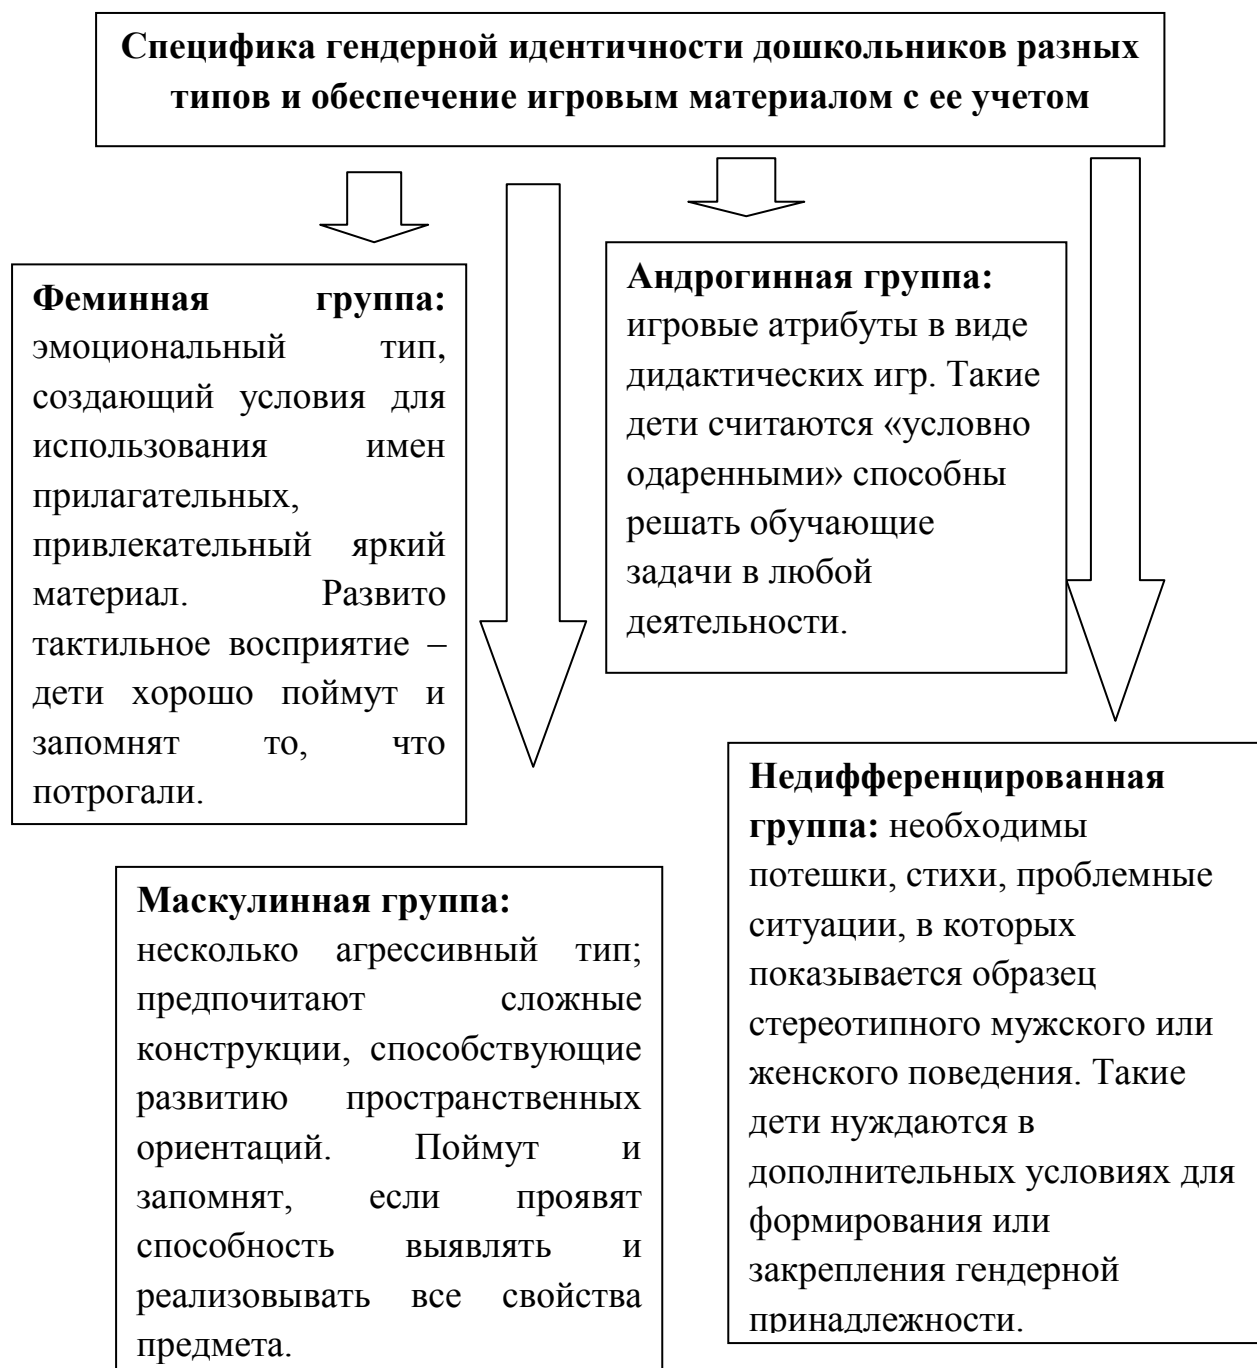 Специфика гендерной идентичности дошкольников разных
типов и обеспечение игровым материалом с ее учетом
Феминная группа:
эмоциональный тип,
создающий условия для
использования имен
прилагательных,
привлекательный яркий
материал. Развито
тактильное восприятие –
дети хорошо поймут и
запомнят то, что
потрогали.
Андрогинная группа:
игровые атрибуты в виде
дидактических игр. Такие
дети считаются «условно
одаренными» способны
решать обучающие
задачи в любой
деятельности.
Маскулинная группа:
несколько агрессивный тип;
предпочитают сложные
конструкции, способствующие
развитию пространственных
ориентаций. Поймут и
запомнят, если проявят
способность выявлять и
реализовывать все свойства
предмета.
Недифференцированная
группа: необходимы
потешки, стихи, проблемные
ситуации, в которых
показывается образец
стереотипного мужского или
женского поведения. Такие
дети нуждаются в
дополнительных условиях для
формирования или
закрепления гендерной
принадлежности.